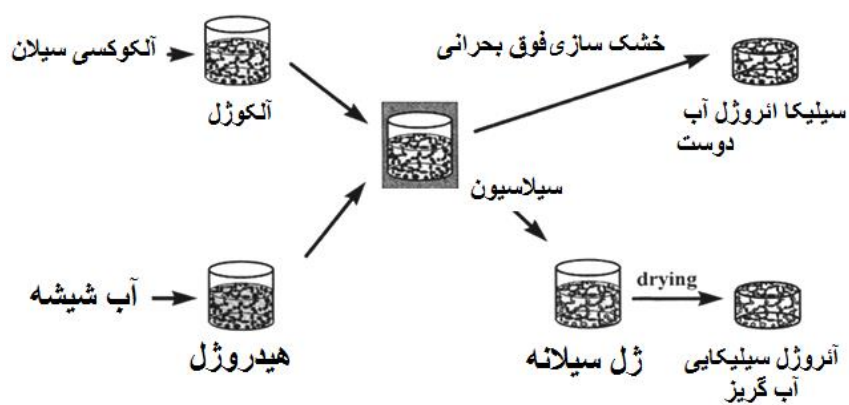 آلکوکسی سیلان
آلکوژل
خشک سازی فوق بحرانی
سیلیکا ائروژل آب
دوست
سیلاسیون
آب شیشه
هیدروژل
ژل سیلانه
drying
آئروژل سیلیکایی
آب گریز